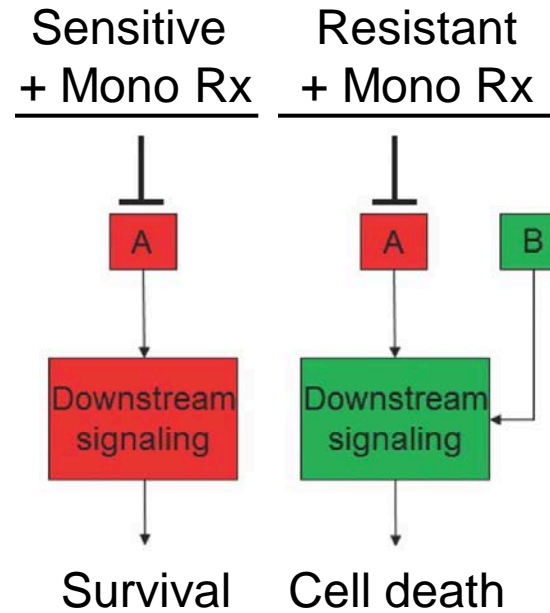 Sensitive
+ Mono Rx
A
Downstream
signaling
Survival
Resistant
+ Mono Rx
A
B
Downstream
signaling
Cell death